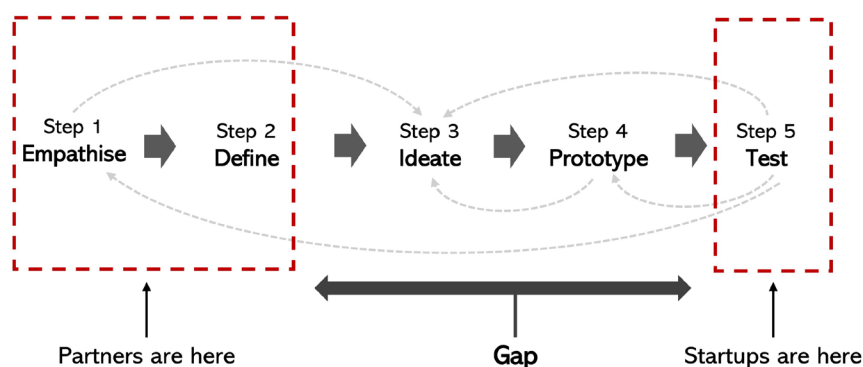 Step 1
Empathise
Step 2
Define
Step 3
Ideate
Step 4
Prototype
Step 5
Test
Partners are here
Gap
Startups are here